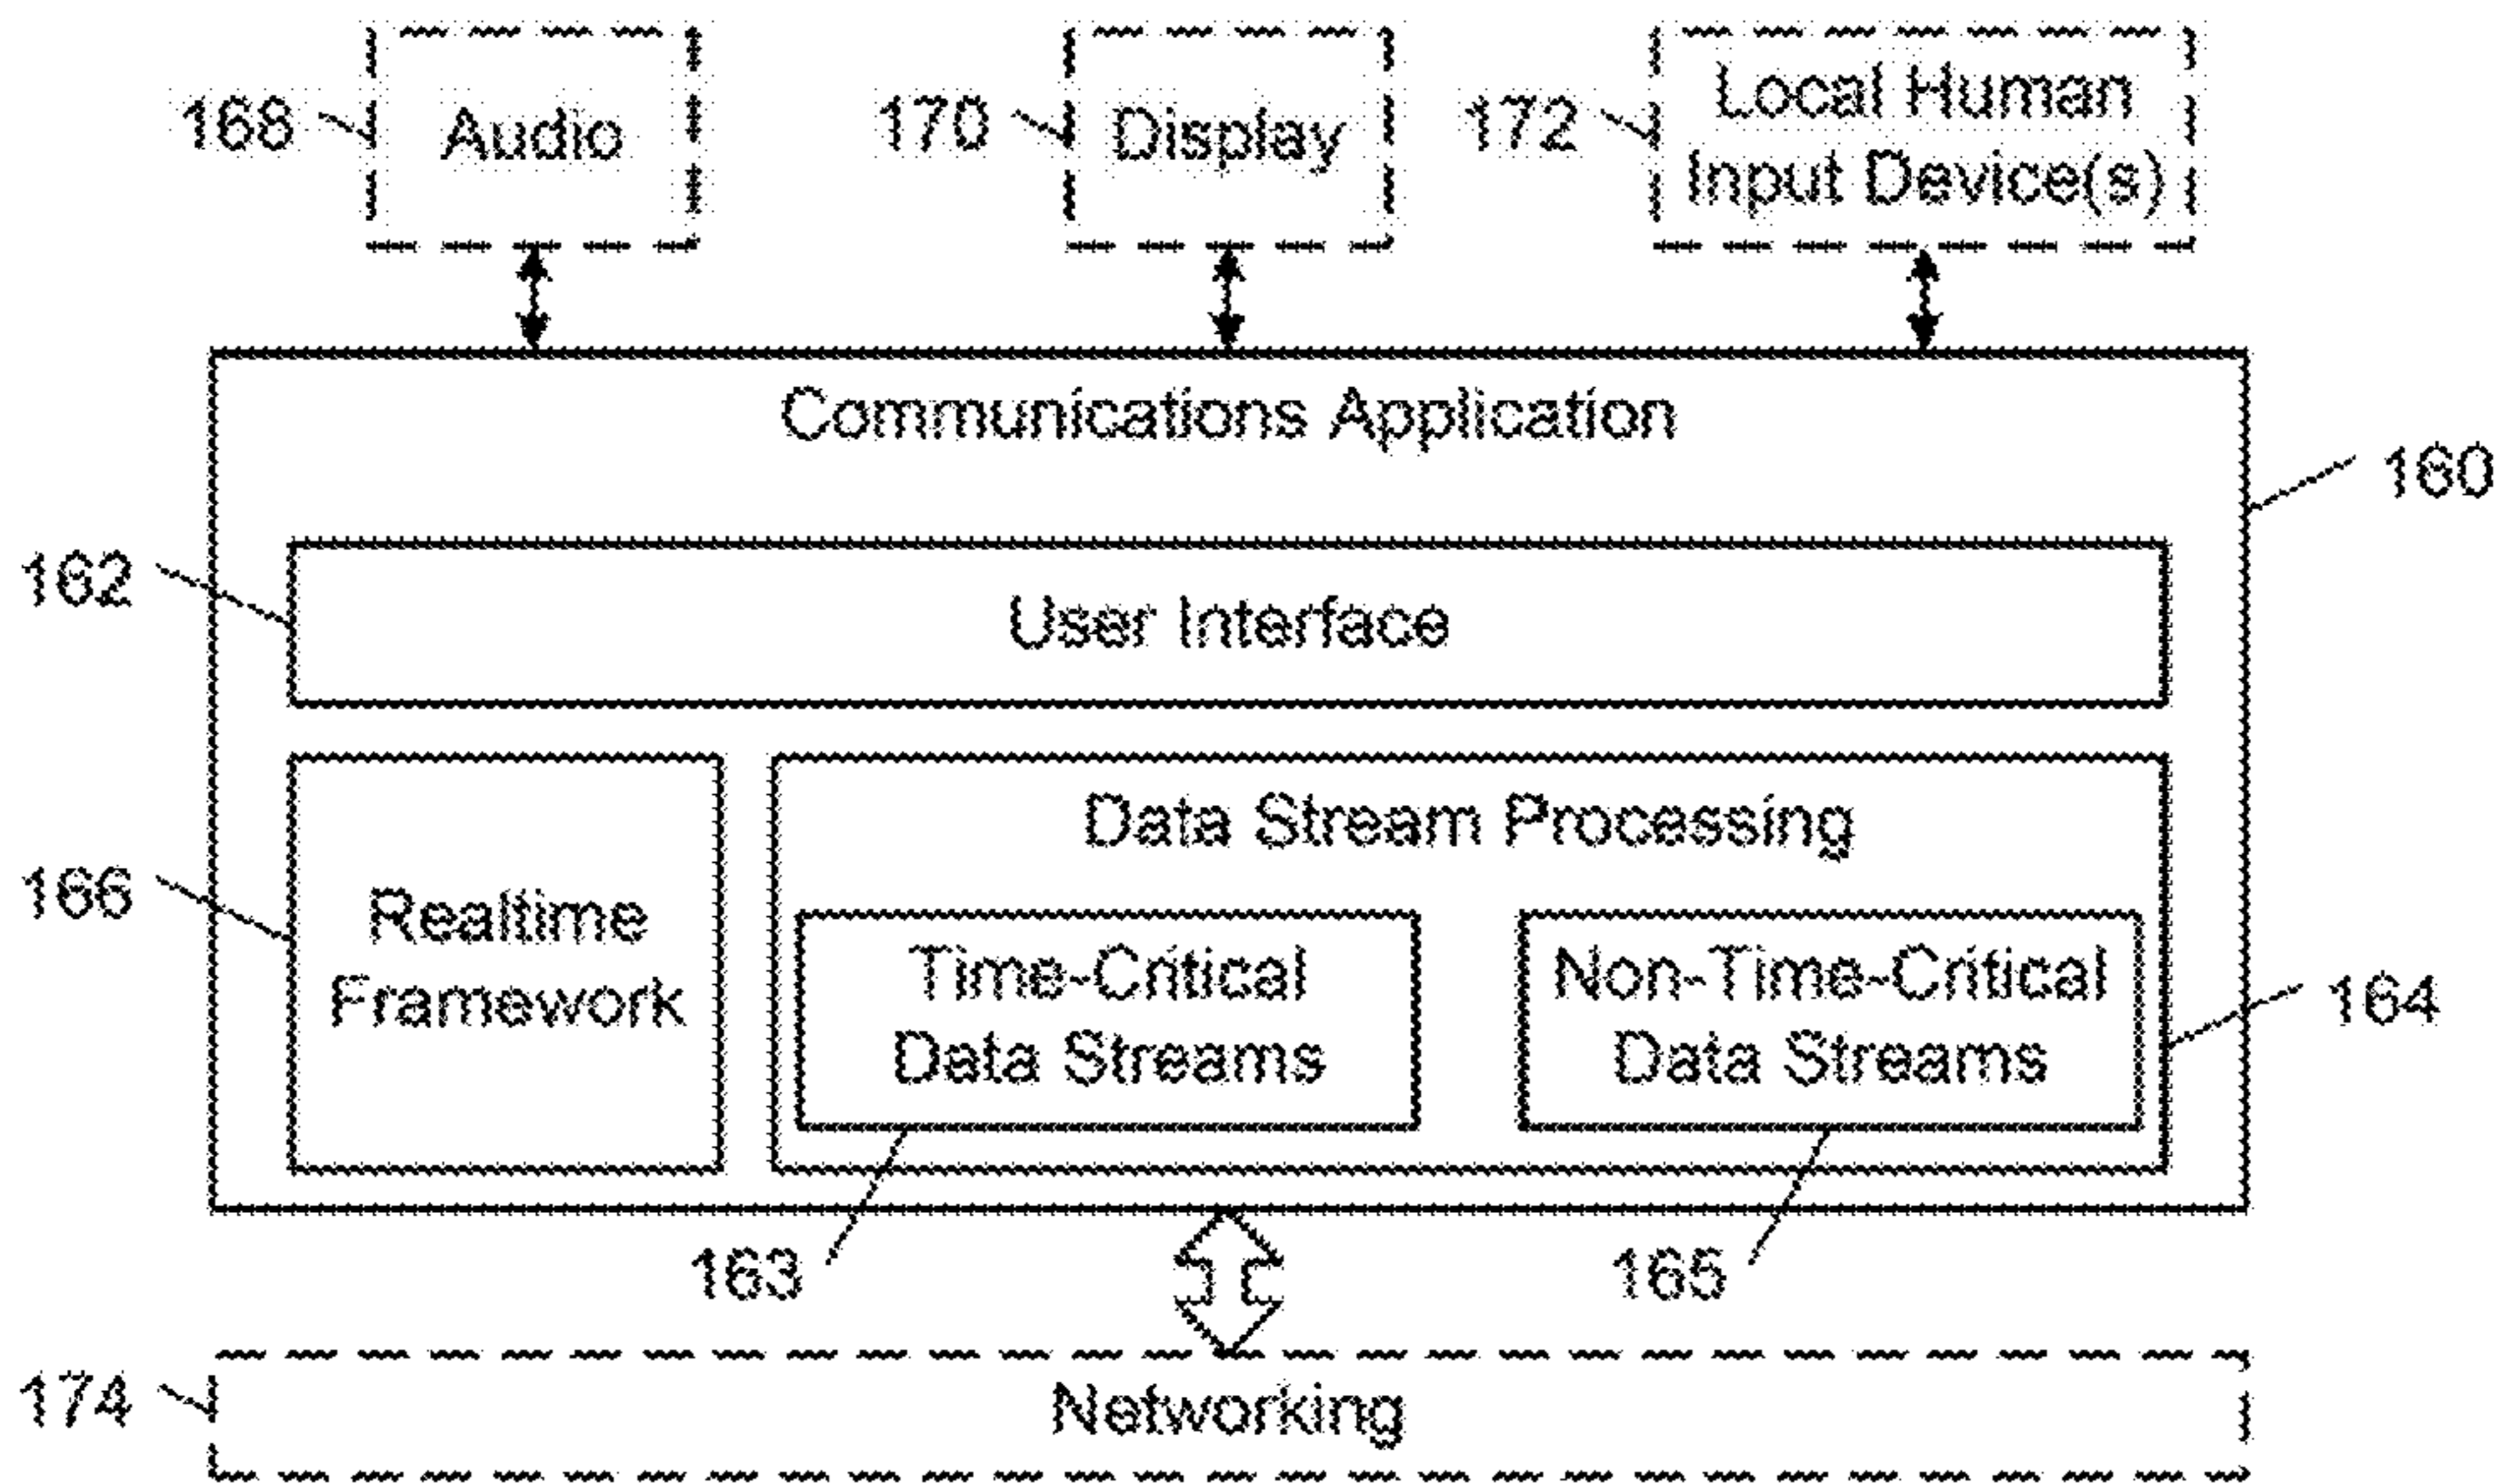 168
Audio
170
Display
172
Local Human
Input Device(s)
Communications Application
160
162
User Interface
166
Realtime
Framework
Data Stream Processing
Time-Critical
Data Streams
Non-Time-Critical
Data Streams
164
163
165
174
Networking